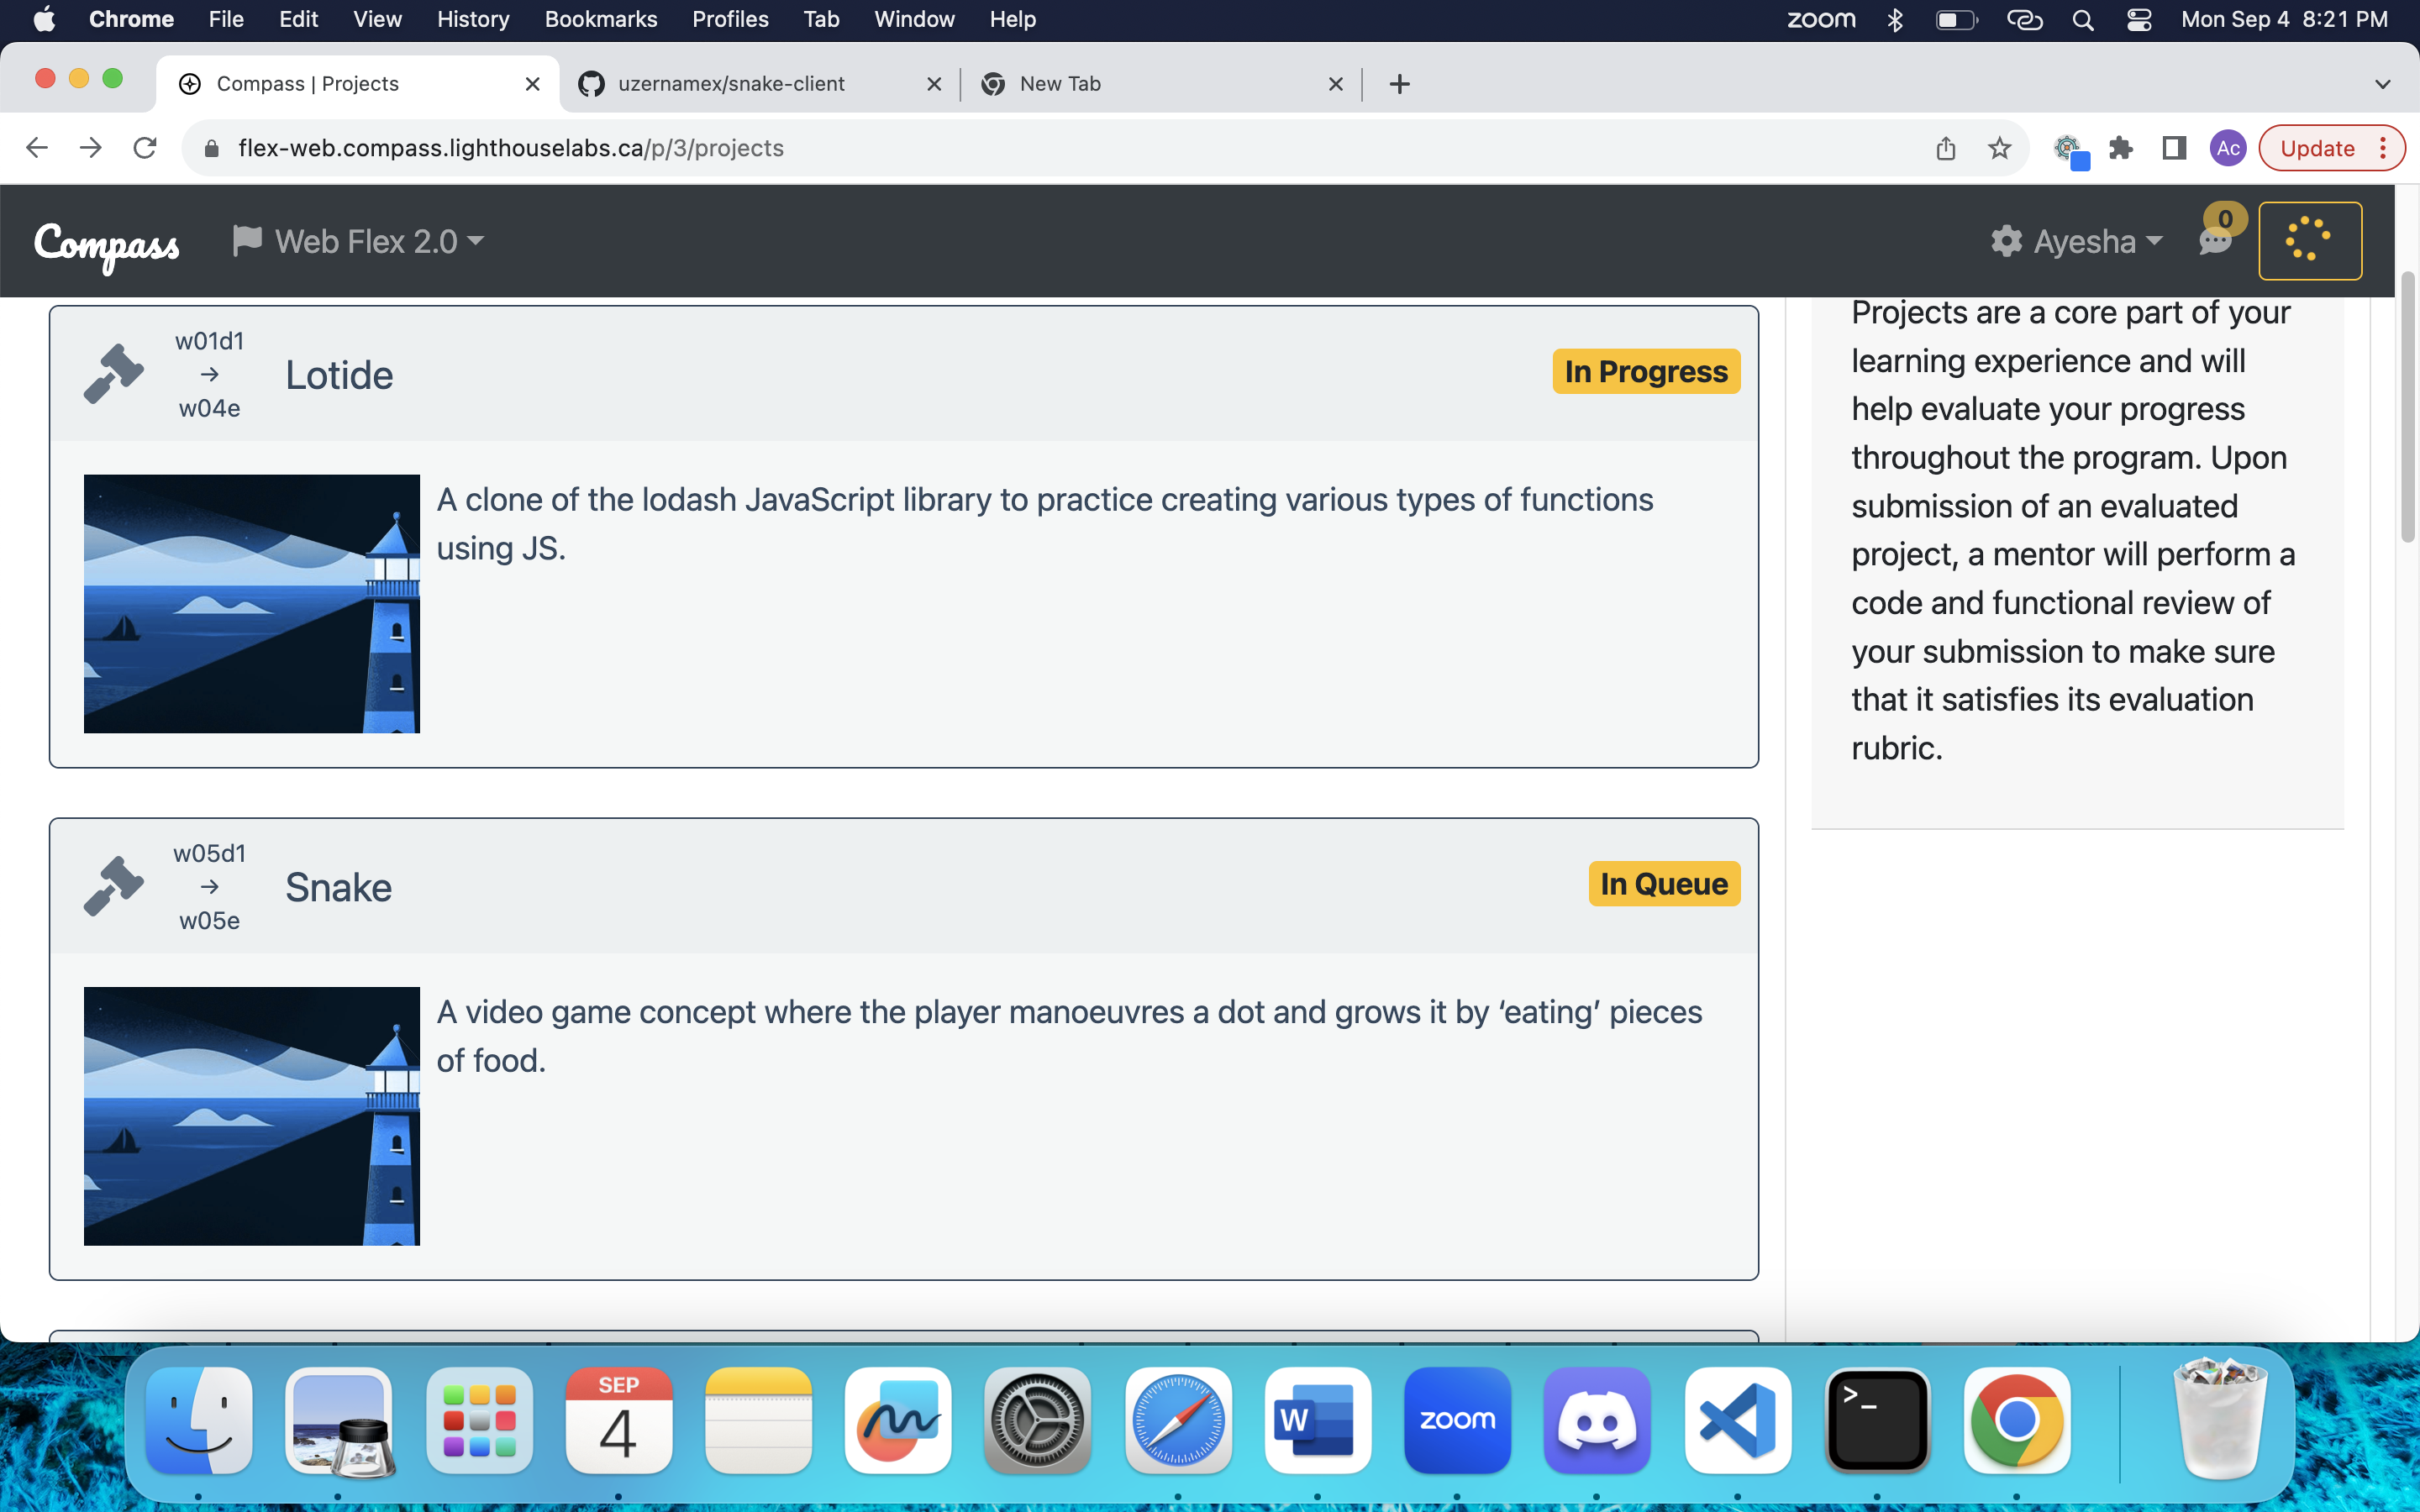 Chrome File Edit View History Bookmarks Profiles Tab Window Help zoom Mon Sep 4 8:21 PM
Compass | Projects uzernamex/snake-client New Tab
flex-web.compass.lighthouselabs.ca/p/3/projects Ac Update
Compass Web Flex 2.0 Ayesha 0
w01d1
→
w04e
Lotide
In Progress
A clone of the lodash JavaScript library to practice creating various types of functions
using JS.
w05d1
→
w05e
Snake
In Queue
A video game concept where the player manoeuvres a dot and grows it by ‘eating’ pieces
of food.
Projects are a core part of your
learning experience and will
help evaluate your progress
throughout the program. Upon
submission of an evaluated
project, a mentor will perform a
code and functional review of
your submission to make sure
that it satisfies its evaluation
rubric.
SEP
4
W
zoom
>_